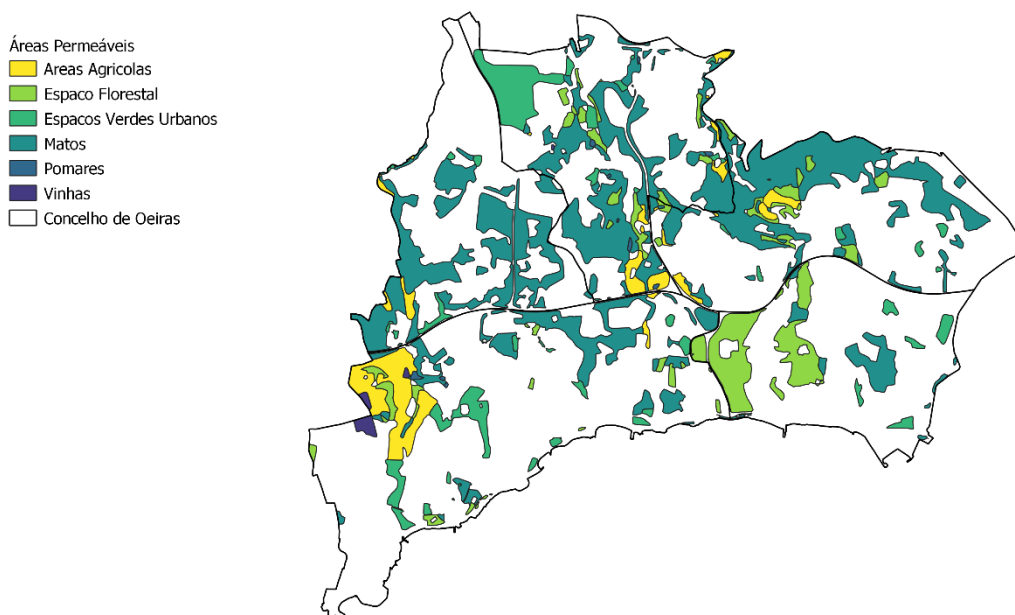 Áreas Permeáveis
Areas Agricolas
Espaco Florestal
Espacos Verdes Urbanos
Matos
Pomares
Vinhas
Concelho de Oeiras